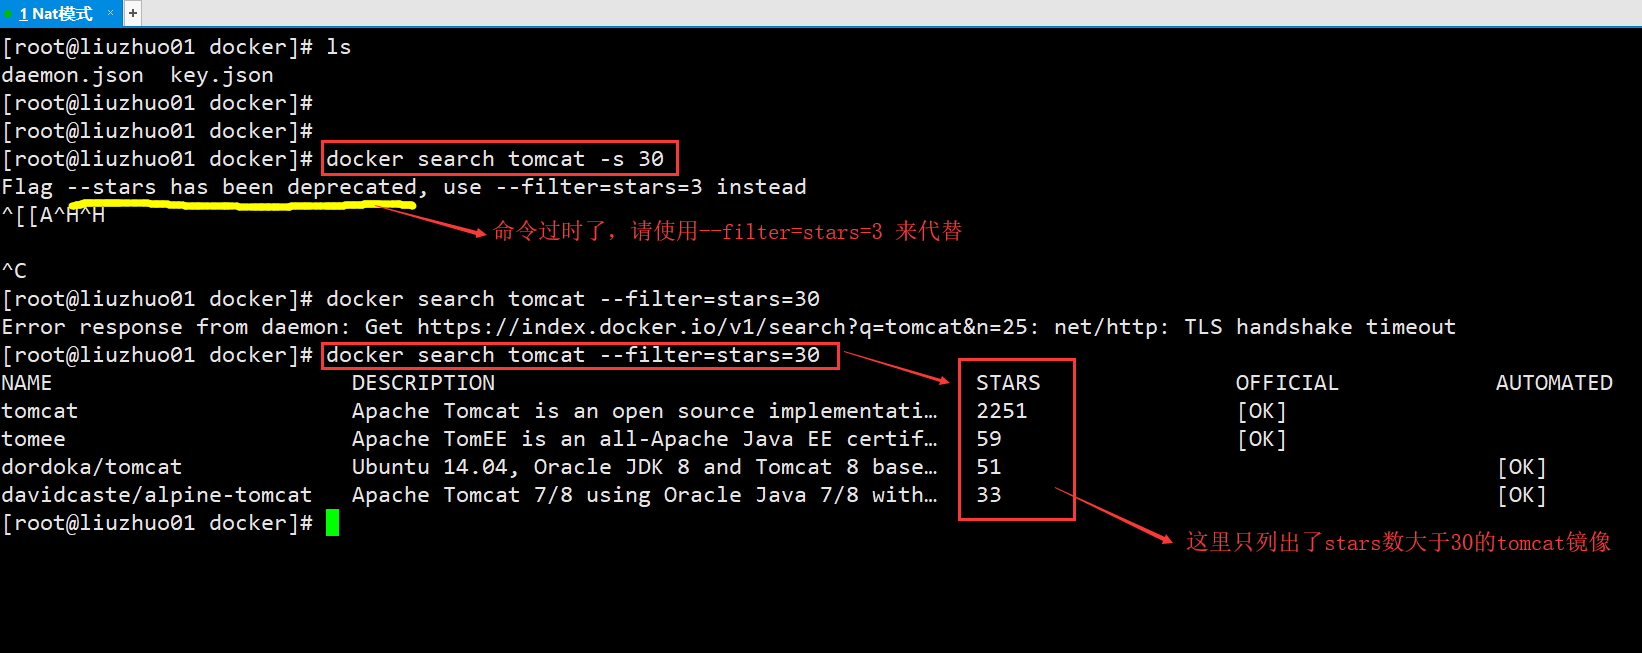 1 Nat模式 × +
[root@liuzhuo01 docker]# ls
daemon.json  key.json
[root@liuzhuo01 docker]#
[root@liuzhuo01 docker]#
[root@liuzhuo01 docker]# docker search tomcat -s 30
Flag --stars has been deprecated, use --filter=stars=3 instead
^[[A^H^H
命令过时了，请使用--filter=stars=3 来代替
^C
[root@liuzhuo01 docker]# docker search tomcat --filter=stars=30
Error response from daemon: Get https://index.docker.io/v1/search?q=tomcat&n=25: net/http: TLS handshake timeout
[root@liuzhuo01 docker]# docker search tomcat --filter=stars=30
NAME DESCRIPTION STARS OFFICIAL AUTOMATED
tomcat Apache Tomcat is an open source implementati… 2251 [OK]
tomee Apache TomEE is an all-Apache Java EE certif… 59 [OK]
dordoka/tomcat Ubuntu 14.04, Oracle JDK 8 and Tomcat 8 base… 51 [OK]
davidcaste/alpine-tomcat Apache Tomcat 7/8 using Oracle Java 7/8 with… 33 [OK]
[root@liuzhuo01 docker]#
这里只列出了stars数大于30的tomcat镜像